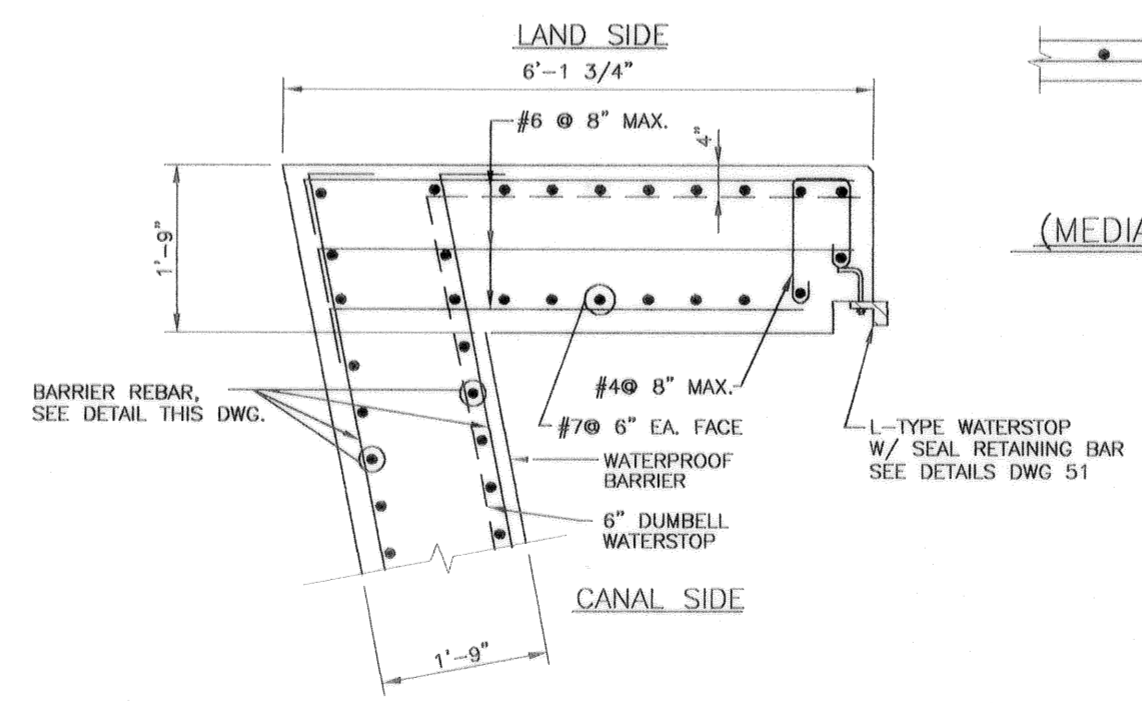 LAND SIDE
6'-1 3/4"
#6 @ 8" MAX.
4"
1'-9"
(MEDIA
BARRIER REBAR,
SEE DETAIL THIS DWG.
#4@ 8" MAX.
#7@ 6" EA. FACE
L-TYPE WATERSTOP
W/ SEAL RETAINING BAR
SEE DETAILS DWG 51
WATERPROOF
BARRIER
6" DUMBELL
WATERSTOP
CANAL SIDE
1'-9"